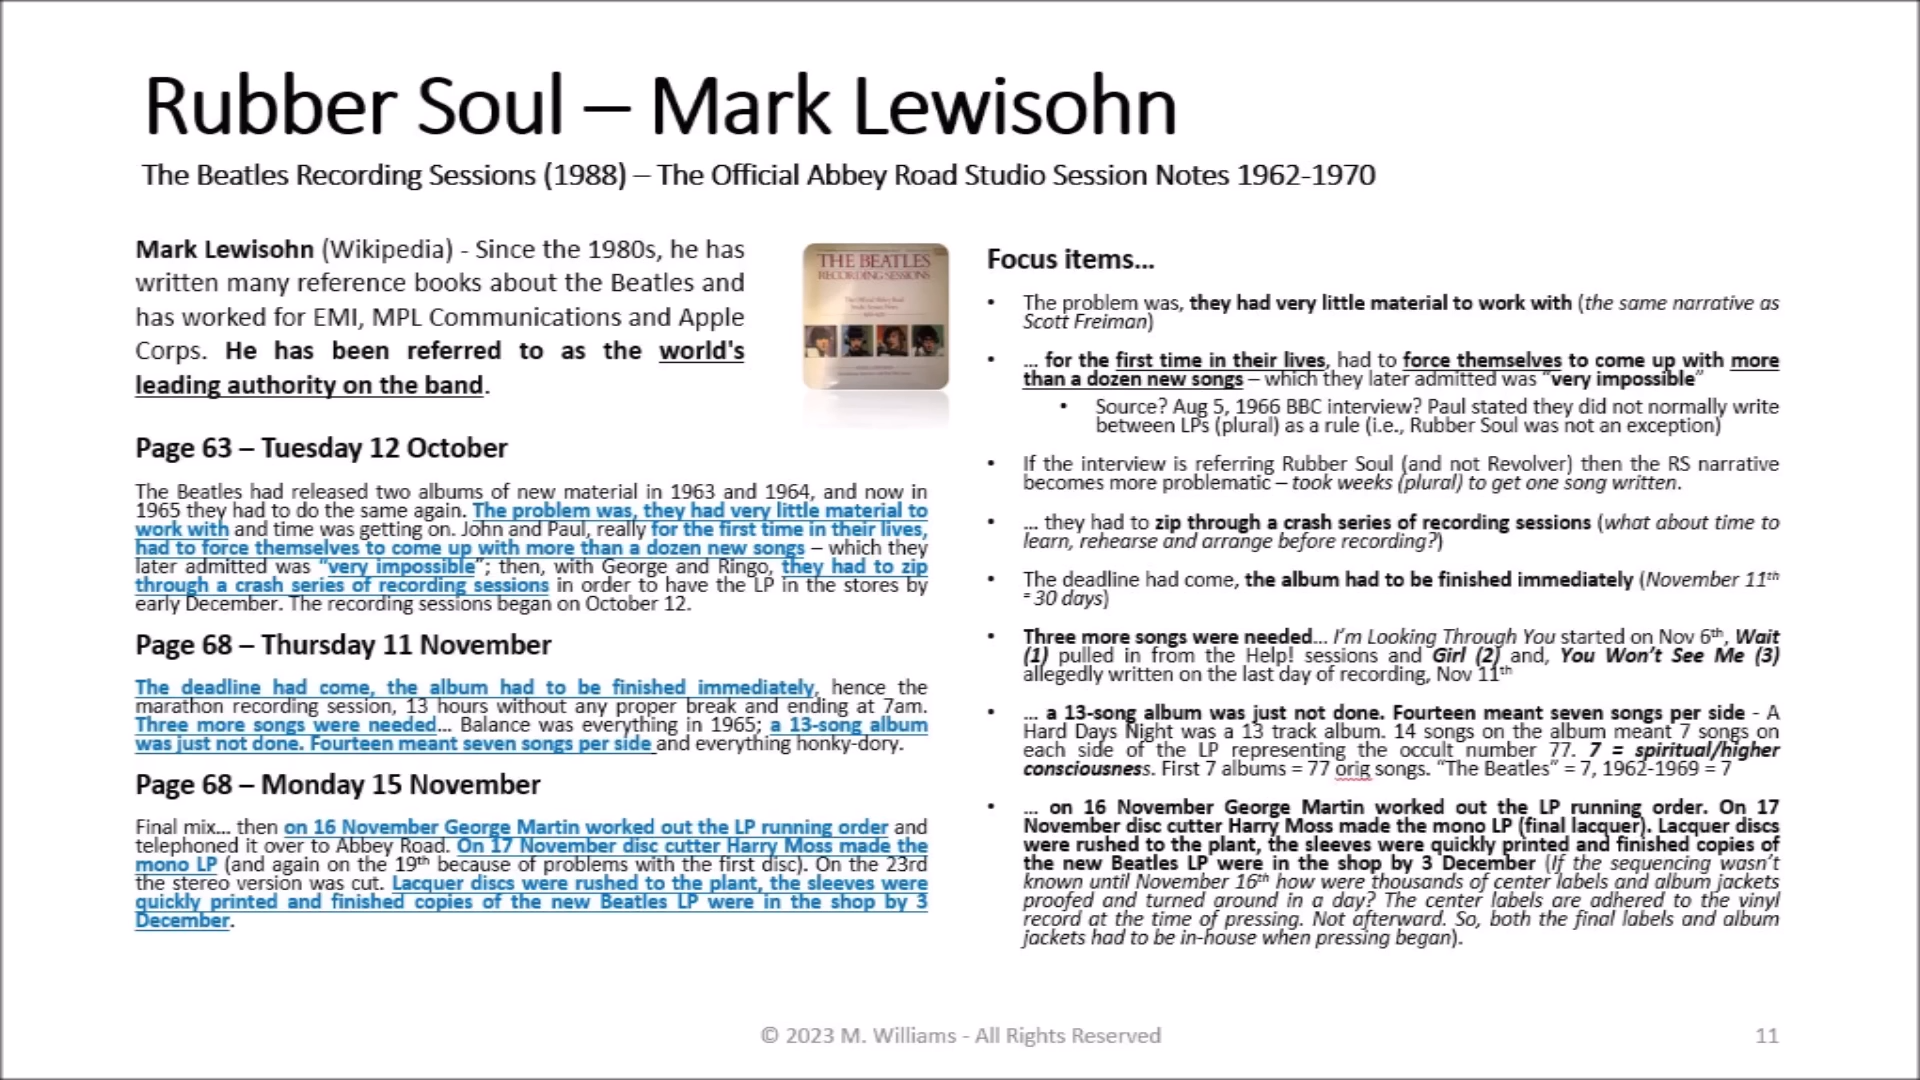 Rubber Soul – Mark Lewisohn
The Beatles Recording Sessions (1988) – The Official Abbey Road Studio Session Notes 1962-1970
Mark Lewisohn (Wikipedia) - Since the 1980s, he has
written many reference books about the Beatles and
has worked for EMI, MPL Communications and Apple
Corps. He has been referred to as the world's
leading authority on the band.
THE BEATLES
RECORDING SESSIONS
Page 63 – Tuesday 12 October
The Beatles had released two albums of new material in 1963 and 1964, and now in
1965 they had to do the same again. The problem was, they had very little material to
work with and time was getting on. John and Paul, really for the first time in their lives,
had to force themselves to come up with more than a dozen new songs – which they
later admitted was "very impossible"; then, with George and Ringo, they had to zip
through a crash series of recording sessions in order to have the LP in the stores by
early December. The recording sessions began on October 12.
Page 68 – Thursday 11 November
The deadline had come, the album had to be finished immediately, hence the
marathon recording session, 13 hours without any proper break and ending at 7am.
Three more songs were needed... Balance was everything in 1965; a 13-song album
was just not done. Fourteen meant seven songs per side and everything honky-dory.
Page 68 – Monday 15 November
Final mix... then on 16 November George Martin worked out the LP running order and
telephoned it over to Abbey Road. On 17 November disc cutter Harry Moss made the
mono LP (and again on the 19th because of problems with the first disc). On the 23rd
the stereo version was cut. Lacquer discs were rushed to the plant, the sleeves were
quickly printed and finished copies of the new Beatles LP were in the shop by 3
December.
Focus items...
• The problem was, they had very little material to work with (the same narrative as
Scott Freiman)
• ... for the first time in their lives, had to force themselves to come up with more
than a dozen new songs – which they later admitted was "very impossible"
• Source? Aug 5, 1966 BBC interview? Paul stated they did not normally write
between LPs (plural) as a rule (i.e., Rubber Soul was not an exception)
• If the interview is referring Rubber Soul (and not Revolver) then the RS narrative
becomes more problematic – took weeks (plural) to get one song written.
• ... they had to zip through a crash series of recording sessions (what about time to
learn, rehearse and arrange before recording?)
• The deadline had come, the album had to be finished immediately (November 11th
= 30 days)
• Three more songs were needed... I'm Looking Through You started on Nov 6th, Wait
(1) pulled in from the Help! sessions and Girl (2) and, You Won't See Me (3)
allegedly written on the last day of recording, Nov 11th
• ... a 13-song album was just not done. Fourteen meant seven songs per side - A
Hard Days Night was a 13 track album. 14 songs on the album meant 7 songs on
each side of the LP representing the occult number 77. 7 = spiritual/higher
consciousness. First 7 albums = 77 orig songs. "The Beatles" = 7, 1962-1969 = 7
• ... on 16 November George Martin worked out the LP running order. On 17
November disc cutter Harry Moss made the mono LP (final lacquer). Lacquer discs
were rushed to the plant, the sleeves were quickly printed and finished copies of
the new Beatles LP were in the shop by 3 December (If the sequencing wasn't
known until November 16th how were thousands of center labels and album jackets
proofed and turned around in a day? The center labels are adhered to the vinyl
record at the time of pressing. Not afterward. So, both the final labels and album
jackets had to be in-house when pressing began).
© 2023 M. Williams - All Rights Reserved
11